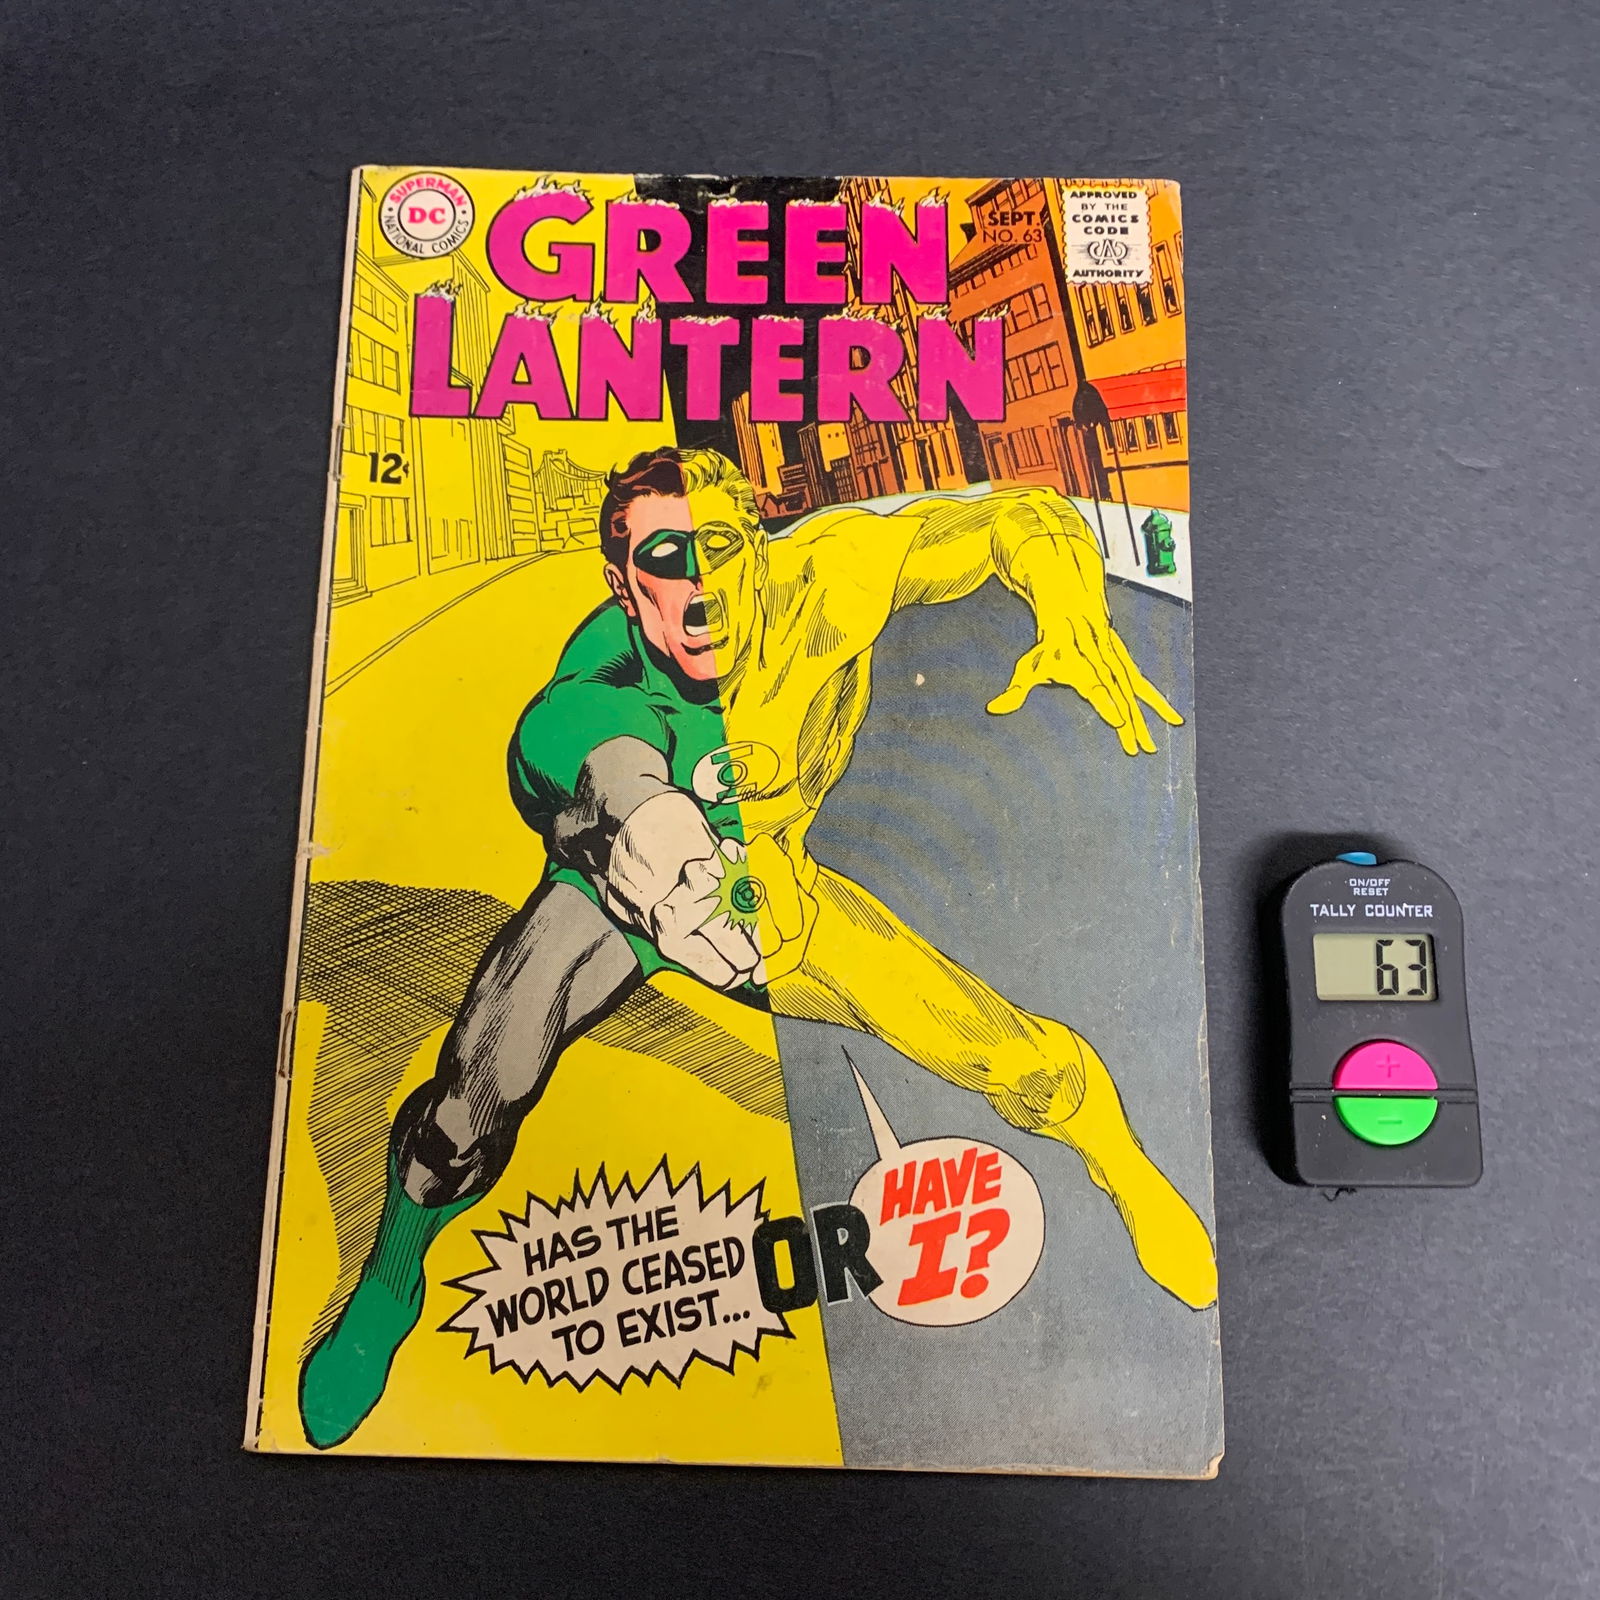 SUPERMAN
DC
NATIONAL COMICS
GREEN
LANTERN
SEPT.
NO. 63
APPROVED
BY THE
COMICS
CODE
CA
AUTHORITY
12¢
HAS THE
WORLD CEASED
TO EXIST...
OR
HAVE
I?
ON/OFF
RESET
TALLY COUNTER
63
+
−